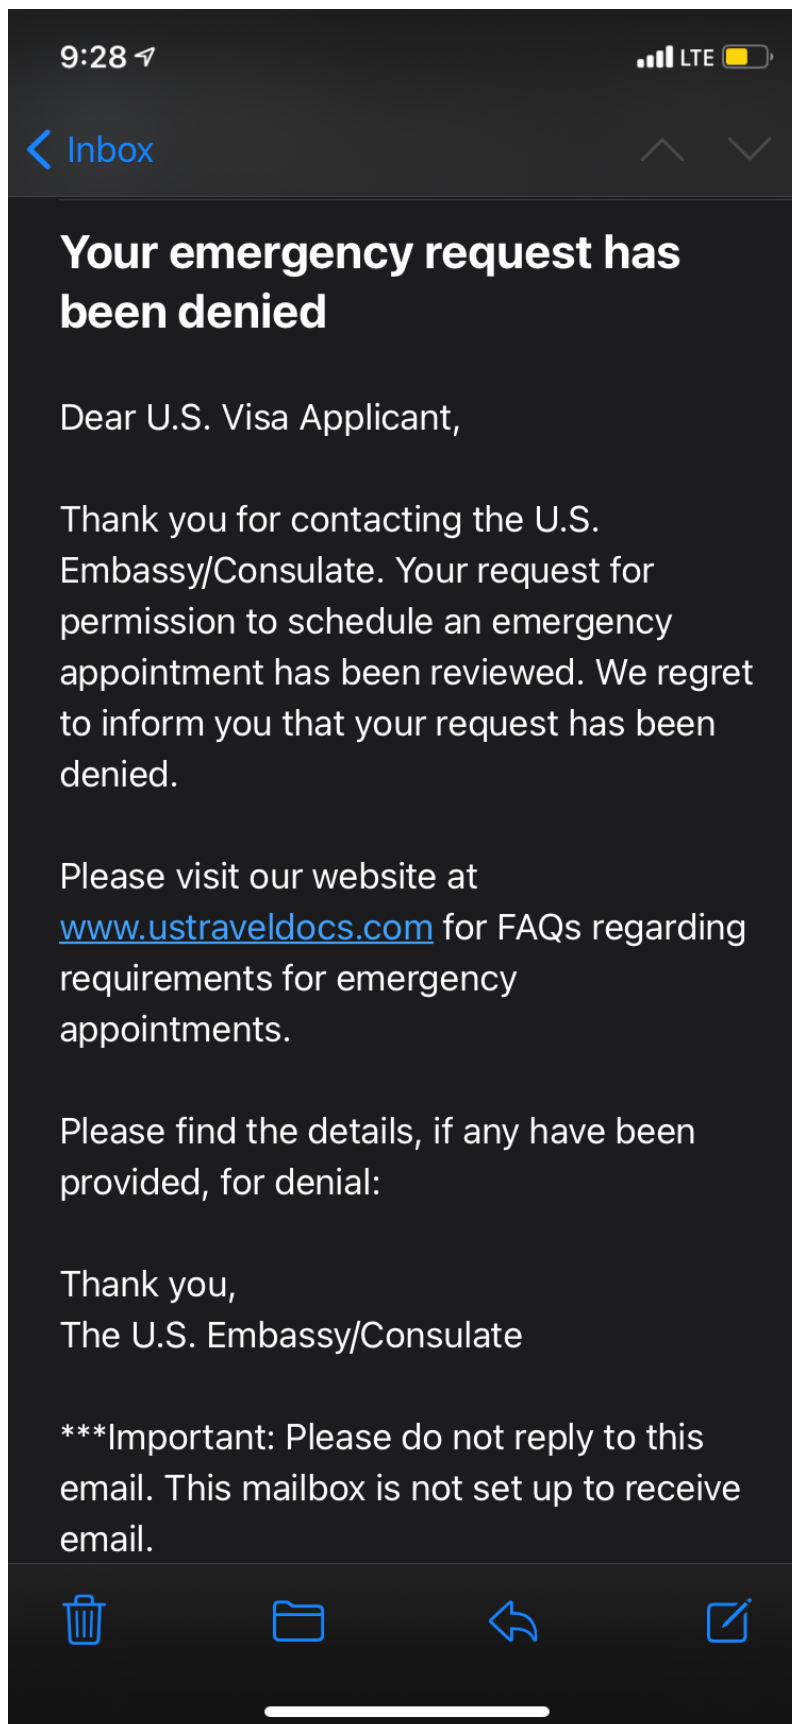 9:28
LTE
Inbox
Your emergency request has
been denied
Dear U.S. Visa Applicant,
Thank you for contacting the U.S.
Embassy/Consulate. Your request for
permission to schedule an emergency
appointment has been reviewed. We regret
to inform you that your request has been
denied.
Please visit our website at
www.ustraveldocs.com for FAQs regarding
requirements for emergency
appointments.
Please find the details, if any have been
provided, for denial:
Thank you,
The U.S. Embassy/Consulate
***Important: Please do not reply to this
email. This mailbox is not set up to receive
email.